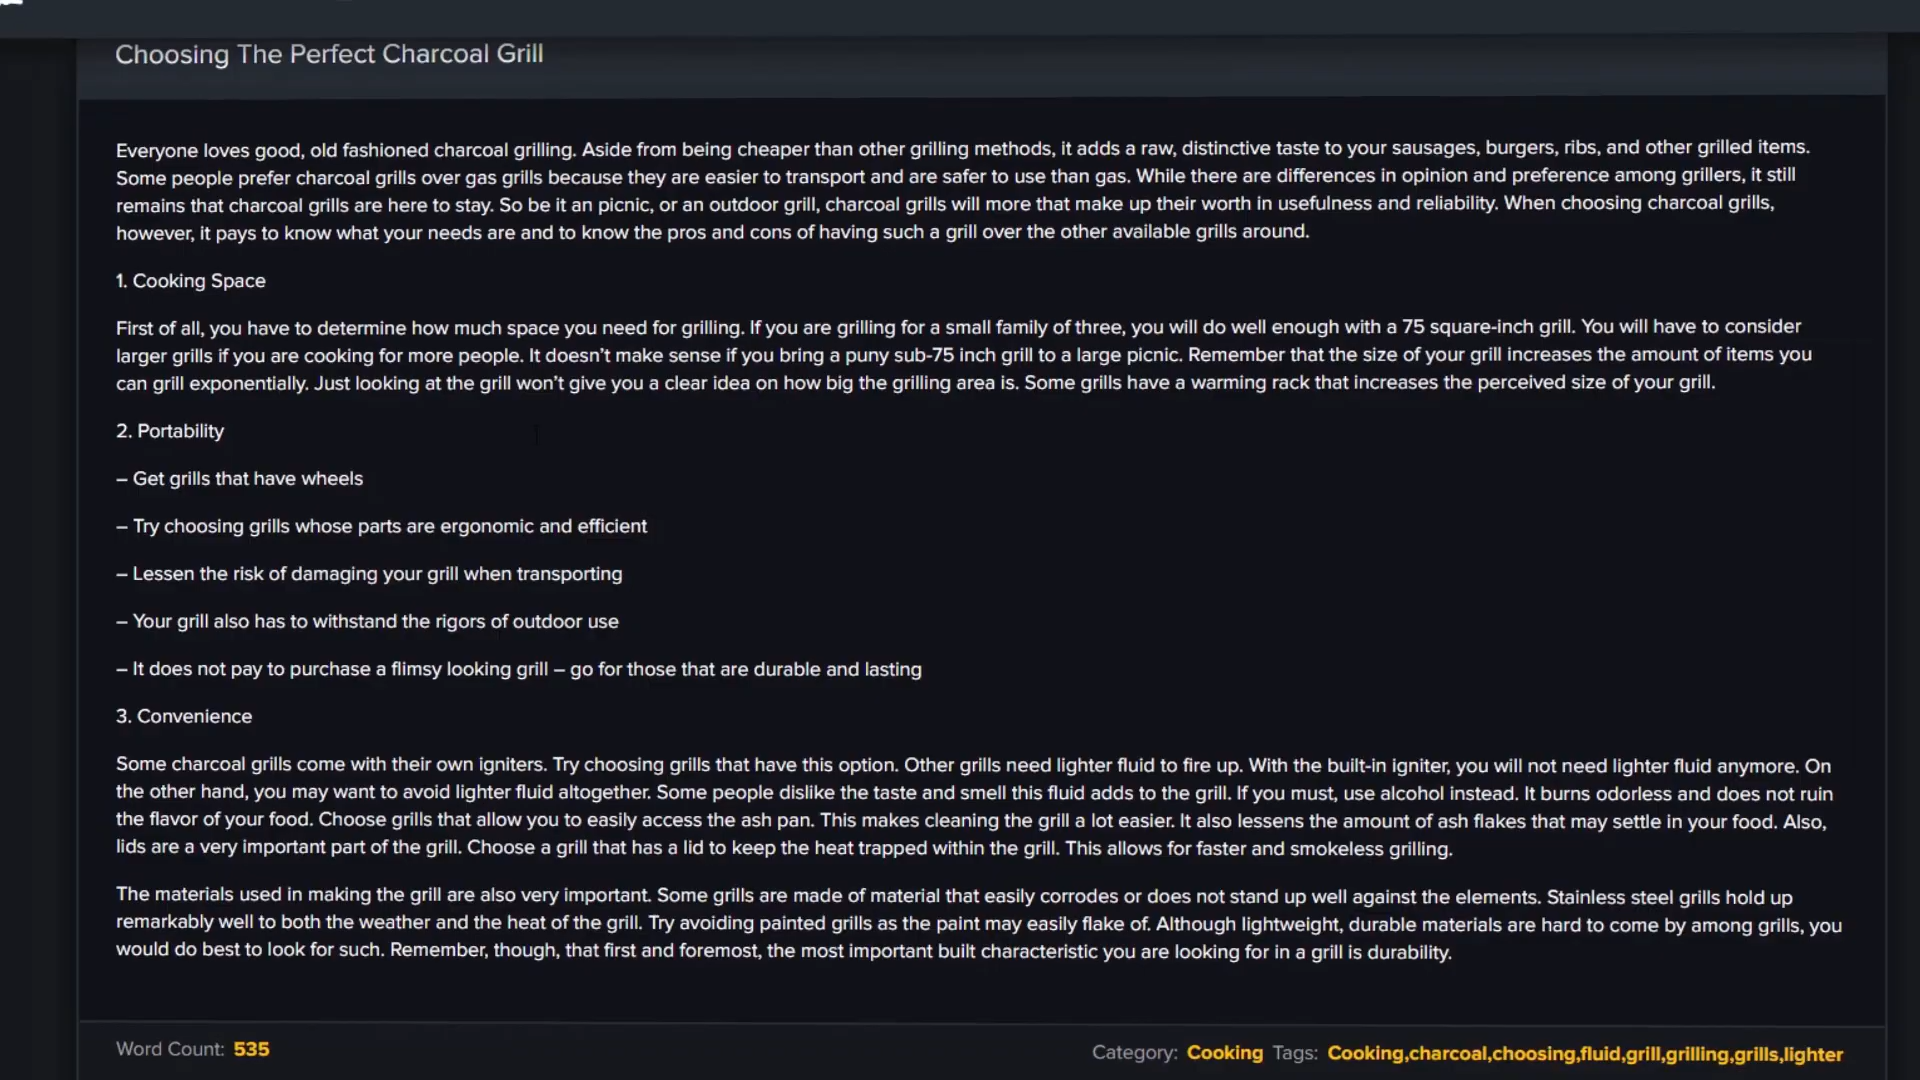 Choosing The Perfect Charcoal Grill
Everyone loves good, old fashioned charcoal grilling. Aside from being cheaper than other grilling methods, it adds a raw, distinctive taste to your sausages, burgers, ribs, and other grilled items.
Some people prefer charcoal grills over gas grills because they are easier to transport and are safer to use than gas. While there are differences in opinion and preference among grillers, it still
remains that charcoal grills are here to stay. So be it an picnic, or an outdoor grill, charcoal grills will more that make up their worth in usefulness and reliability. When choosing charcoal grills,
however, it pays to know what your needs are and to know the pros and cons of having such a grill over the other available grills around.
1. Cooking Space
First of all, you have to determine how much space you need for grilling. If you are grilling for a small family of three, you will do well enough with a 75 square-inch grill. You will have to consider
larger grills if you are cooking for more people. It doesn’t make sense if you bring a puny sub-75 inch grill to a large picnic. Remember that the size of your grill increases the amount of items you
can grill exponentially. Just looking at the grill won’t give you a clear idea on how big the grilling area is. Some grills have a warming rack that increases the perceived size of your grill.
2. Portability
– Get grills that have wheels
– Try choosing grills whose parts are ergonomic and efficient
– Lessen the risk of damaging your grill when transporting
– Your grill also has to withstand the rigors of outdoor use
– It does not pay to purchase a flimsy looking grill – go for those that are durable and lasting
3. Convenience
Some charcoal grills come with their own igniters. Try choosing grills that have this option. Other grills need lighter fluid to fire up. With the built-in igniter, you will not need lighter fluid anymore. On
the other hand, you may want to avoid lighter fluid altogether. Some people dislike the taste and smell this fluid adds to the grill. If you must, use alcohol instead. It burns odorless and does not ruin
the flavor of your food. Choose grills that allow you to easily access the ash pan. This makes cleaning the grill a lot easier. It also lessens the amount of ash flakes that may settle in your food. Also,
lids are a very important part of the grill. Choose a grill that has a lid to keep the heat trapped within the grill. This allows for faster and smokeless grilling.
The materials used in making the grill are also very important. Some grills are made of material that easily corrodes or does not stand up well against the elements. Stainless steel grills hold up
remarkably well to both the weather and the heat of the grill. Try avoiding painted grills as the paint may easily flake of. Although lightweight, durable materials are hard to come by among grills, you
would do best to look for such. Remember, though, that first and foremost, the most important built characteristic you are looking for in a grill is durability.
Word Count: 535
Category: Cooking Tags: Cooking,charcoal,choosing,fluid,grill,grilling,grills,lighter